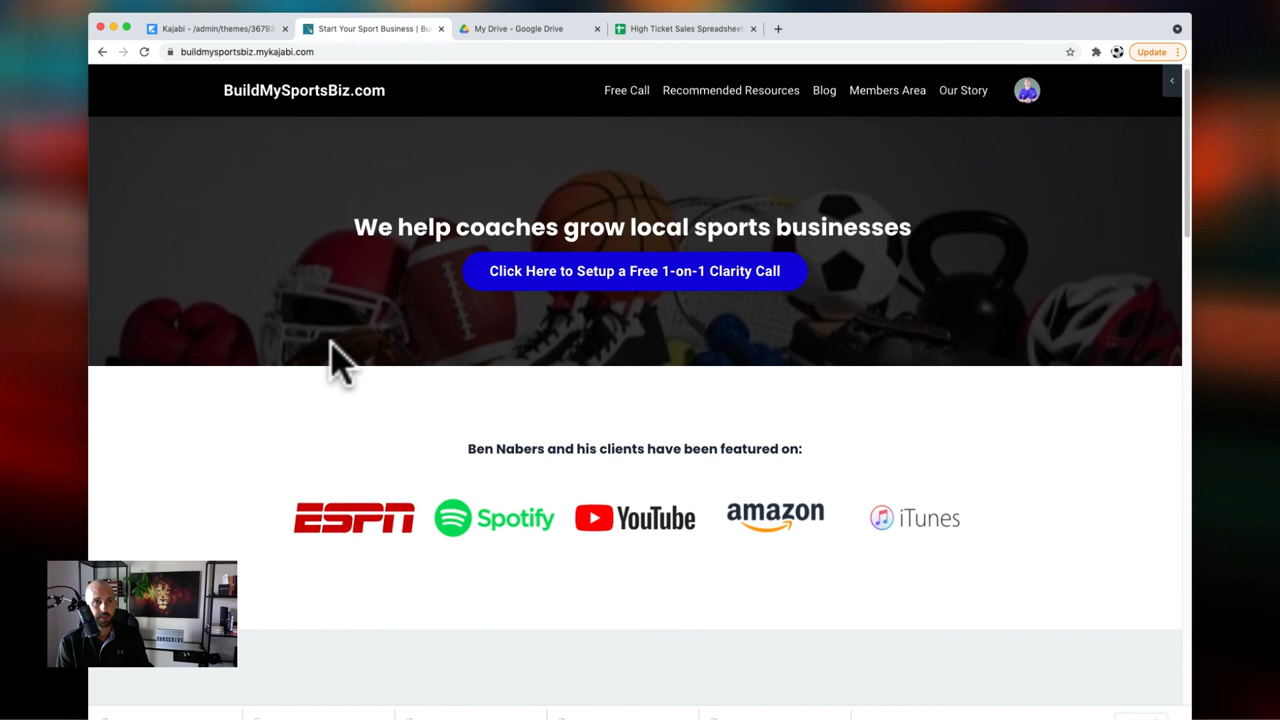 Kajabi - /admin/themes/36793
Start Your Sport Business | Bu
My Drive - Google Drive
High Ticket Sales Spreadsheet
buildmysportsbiz.mykajabi.com
Update
BuildMySportsBiz.com
Free Call
Recommended Resources
Blog
Members Area
Our Story
We help coaches grow local sports businesses
Click Here to Setup a Free 1-on-1 Clarity Call
Ben Nabers and his clients have been featured on:
ESPN
Spotify
YouTube
amazon
iTunes
SUBSCRIBE